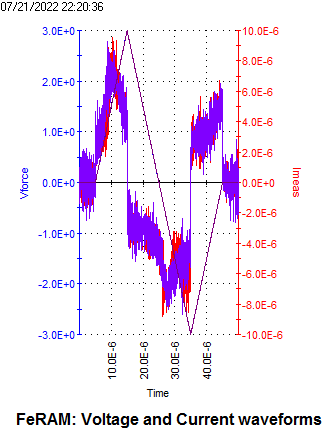 07/21/2022 22:20:36
3.0E+0
2.0E+0
1.0E+0
0.0E+0
-1.0E+0
-2.0E+0
-3.0E+0
Vforce
10.0E-6
8.0E-6
6.0E-6
4.0E-6
2.0E-6
0.0E+0
-2.0E-6
-4.0E-6
-6.0E-6
-8.0E-6
-10.0E-6
Imeas
10.0E-6
20.0E-6
30.0E-6
40.0E-6
Time
FeRAM: Voltage and Current waveforms